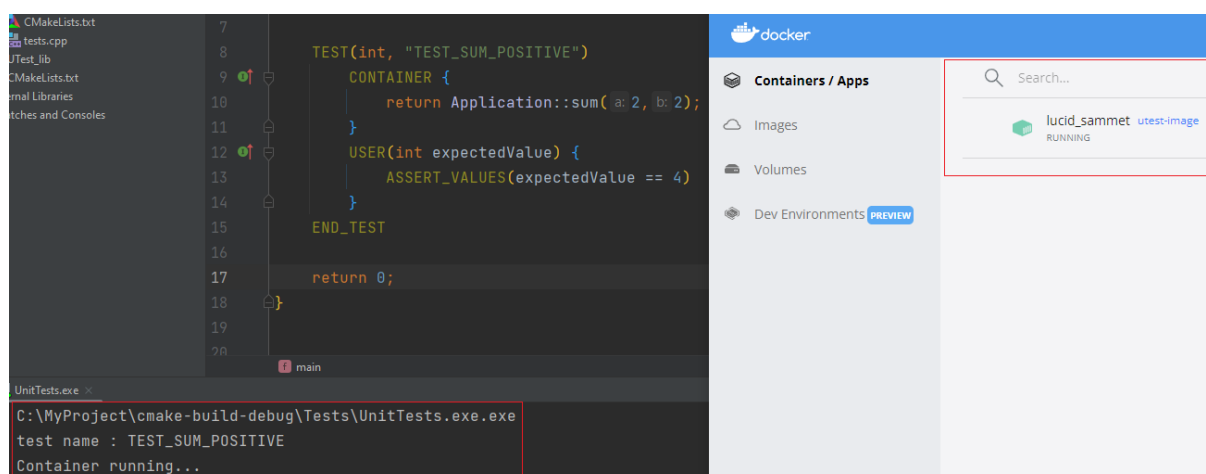 CMakeLists.txt
tests.cpp
UTest_lib
CMakeLists.txt
ernal Libraries
atches and Consoles
7
8 TEST(int, "TEST_SUM_POSITIVE")
9 CONTAINER {
10 return Application::sum( a: 2, b: 2);
11 }
12 USER(int expectedValue) {
13 ASSERT_VALUES(expectedValue == 4)
14 }
15 END_TEST
16
17 return 0;
18 }
19
20
f main
UnitTests.exe ×
C:\MyProject\cmake-build-debug\Tests\UnitTests.exe.exe
test name : TEST_SUM_POSITIVE
Container running...
docker
Containers / Apps
Images
Volumes
Dev Environments PREVIEW
Search...
lucid_sammet utest-image
RUNNING